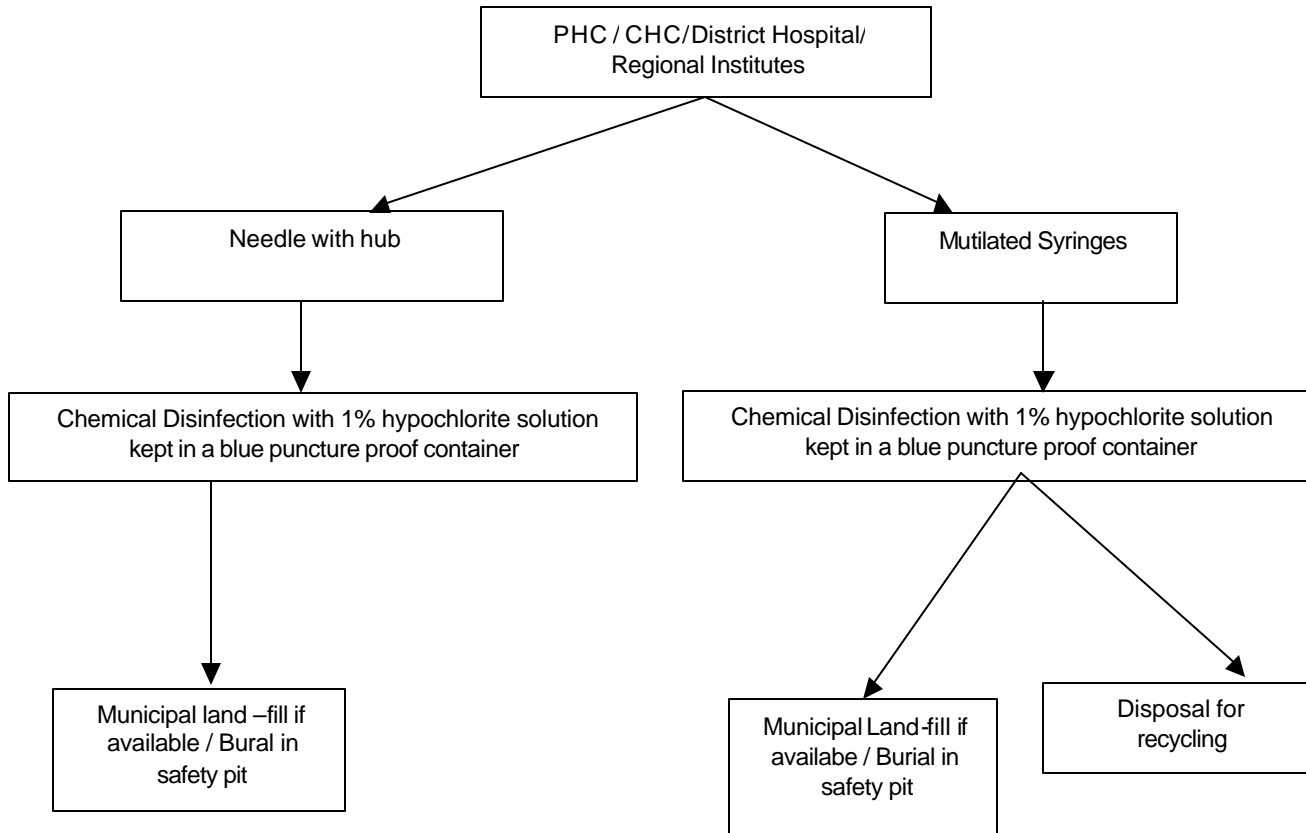 PHC / CHC/District Hospital/
Regional Institutes
Needle with hub
Mutilated Syringes
Chemical Disinfection with 1% hypochlorite solution
kept in a blue puncture proof container
Chemical Disinfection with 1% hypochlorite solution
kept in a blue puncture proof container
Municipal land –fill if
available / Bural in
safety pit
Municipal Land-fill if
availabe / Burial in
safety pit
Disposal for
recycling